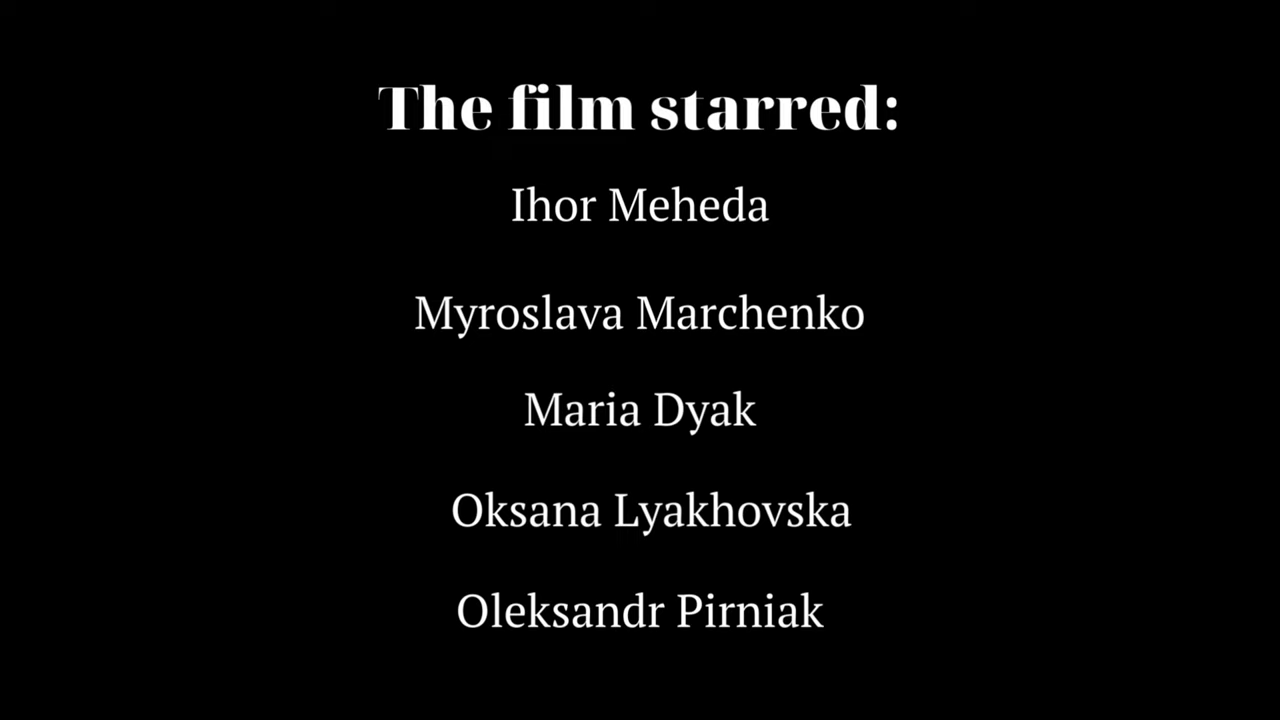 The film starred:
Ihor Meheda
Myroslava Marchenko
Maria Dyak
Oksana Lyakhovska
Oleksandr Pirniak